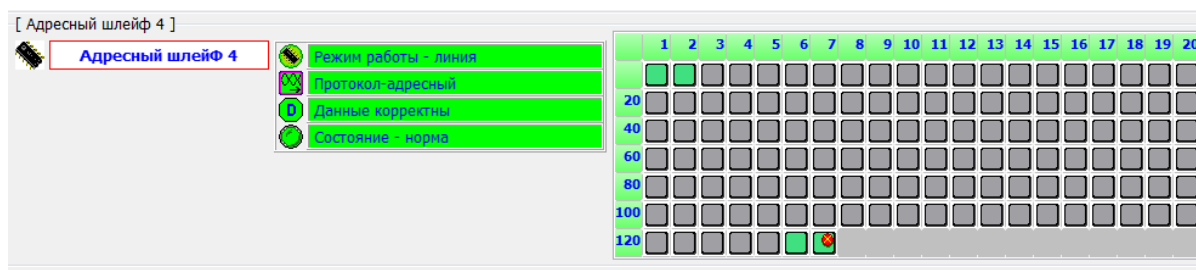 [ Адресный шлейф 4 ]
Адресный шлейФ 4
Режим работы - линия
Протокол-адресный
D Данные корректны
Состояние - норма
1 2 3 4 5 6 7 8 9 10 11 12 13 14 15 16 17 18 19 20
20
40
60
80
100
120